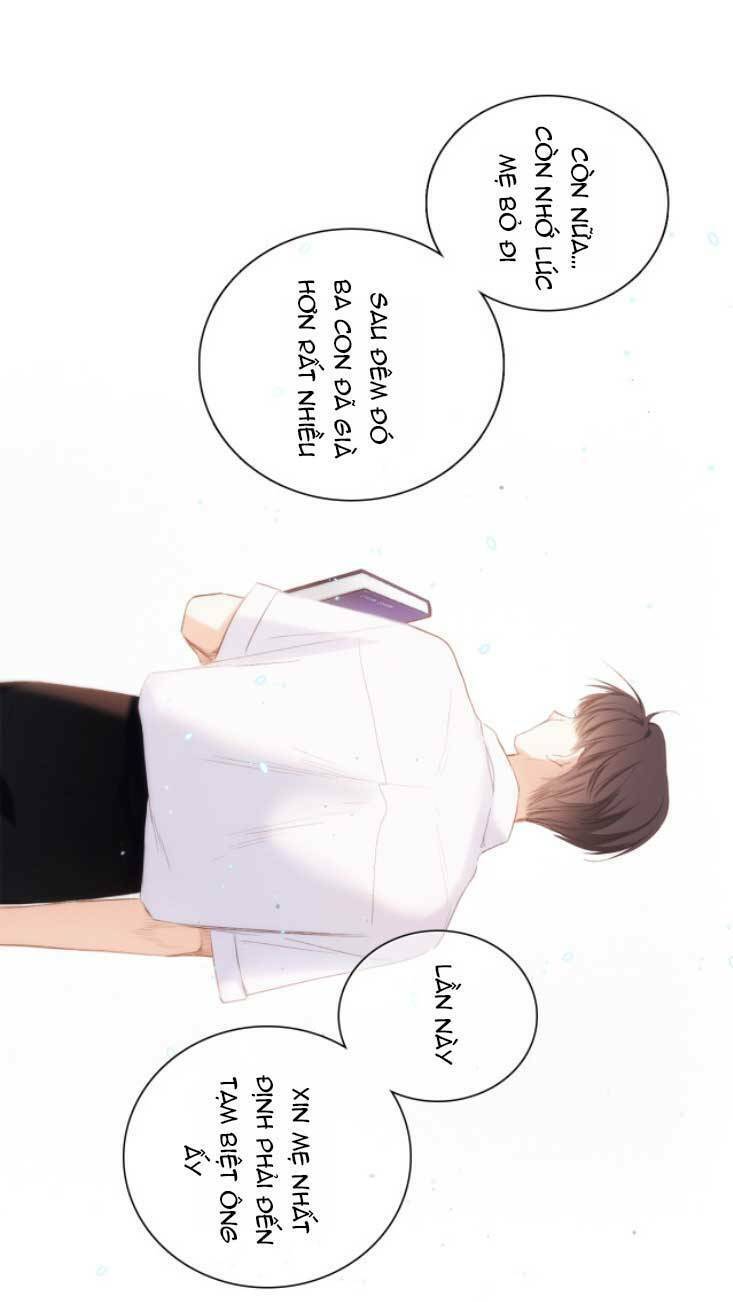 CÒN NỮA...
CÒN NHỚ LÚC
MẸ BỎ ĐI
SAU ĐÊM ĐÓ
BA CON ĐÃ GIÀ
HƠN RẤT NHIỀU
LẦN NÀY
XIN MẸ NHẤT
ĐỊNH PHẢI ĐẾN
TẠM BIỆT ÔNG
ẤY